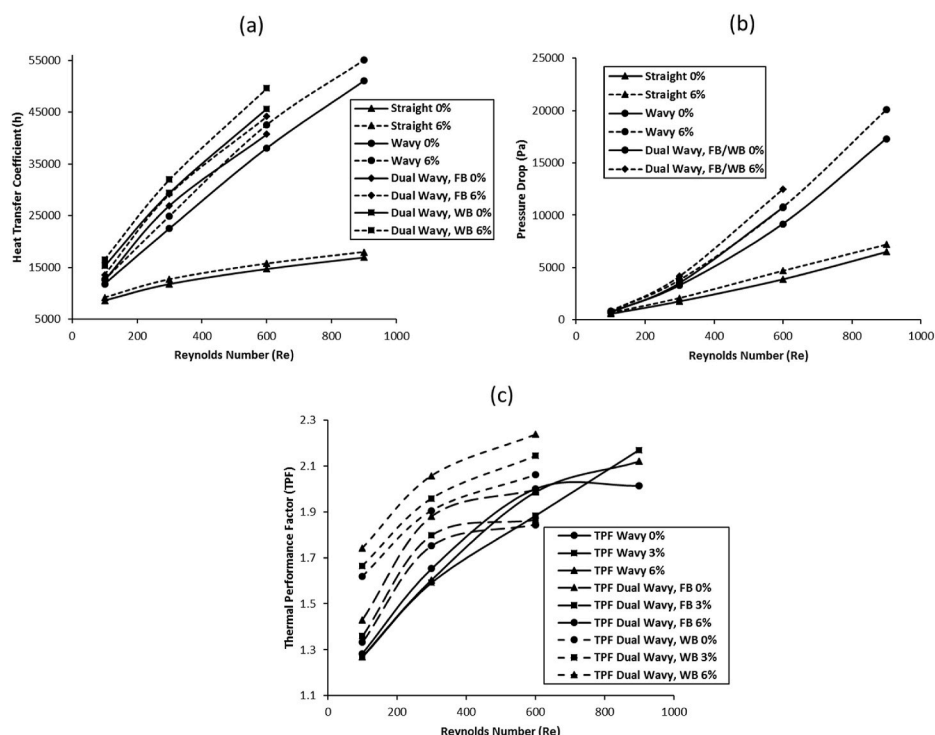 (a)
55000
45000
35000
25000
15000
5000
Heat Transfer Coefficient (h)
0 200 400 600 800 1000
Reynolds Number (Re)
Straight 0%
Straight 6%
Wavy 0%
Wavy 6%
Dual Wavy, FB 0%
Dual Wavy, FB 6%
Dual Wavy, WB 0%
Dual Wavy, WB 6%
(b)
25000
20000
15000
10000
5000
0
Pressure Drop (Pa)
0 200 400 600 800 1000
Reynolds Number (Re)
Straight 0%
Straight 6%
Wavy 0%
Wavy 6%
Dual Wavy, FB/WB 0%
Dual Wavy, FB/WB 6%
(c)
2.3
2.1
1.9
1.7
1.5
1.3
1.1
Thermal Performance Factor (TPF)
0 200 400 600 800 1000
Reynolds Number (Re)
TPF Wavy 0%
TPF Wavy 3%
TPF Wavy 6%
TPF Dual Wavy, FB 0%
TPF Dual Wavy, FB 3%
TPF Dual Wavy, FB 6%
TPF Dual Wavy, WB 0%
TPF Dual Wavy, WB 3%
TPF Dual Wavy, WB 6%